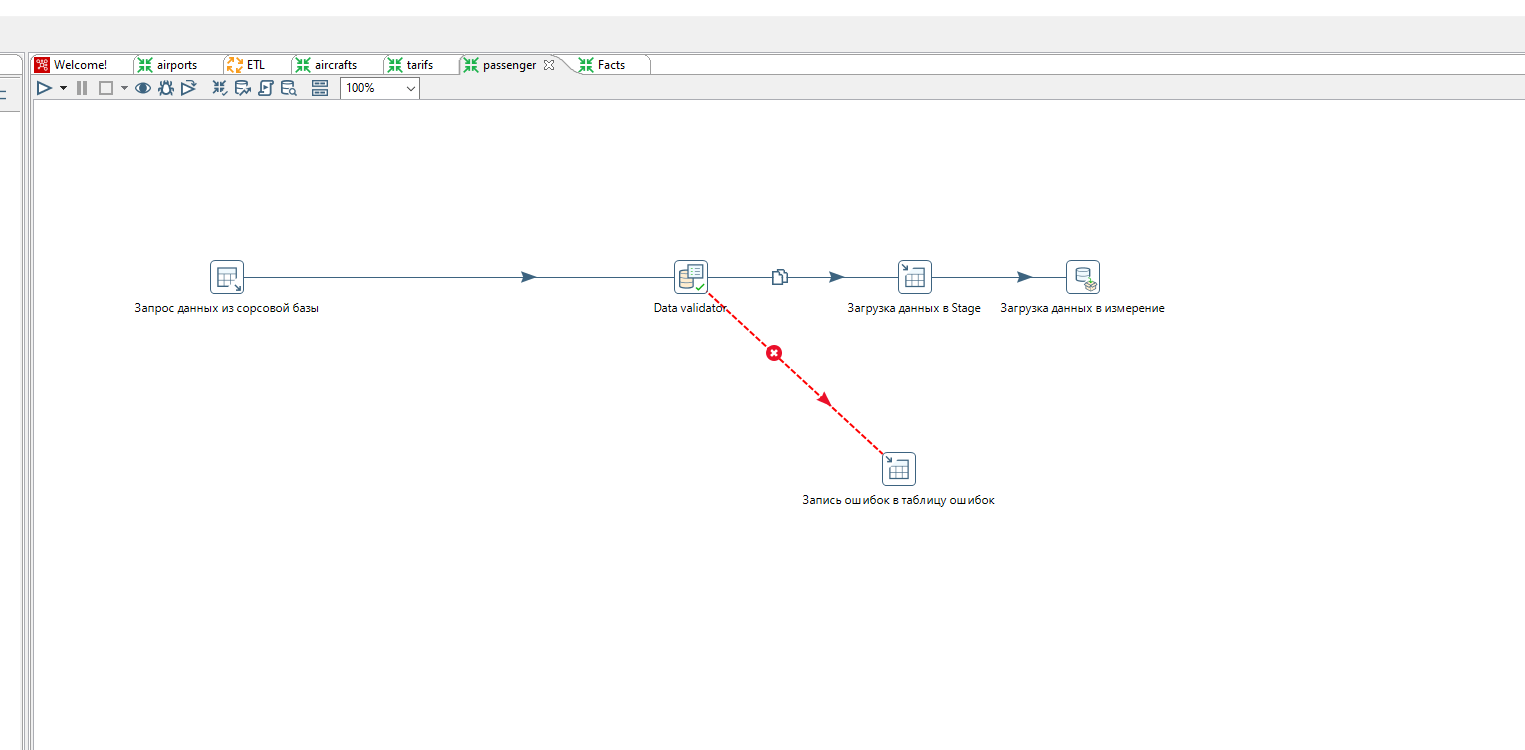 Welcome!
airports
ETL
aircrafts
tarifs
passenger
Facts
100%
Запрос данных из сорсовой базы
Data validator
Загрузка данных в Stage
Загрузка данных в измерение
Запись ошибок в таблицу ошибок